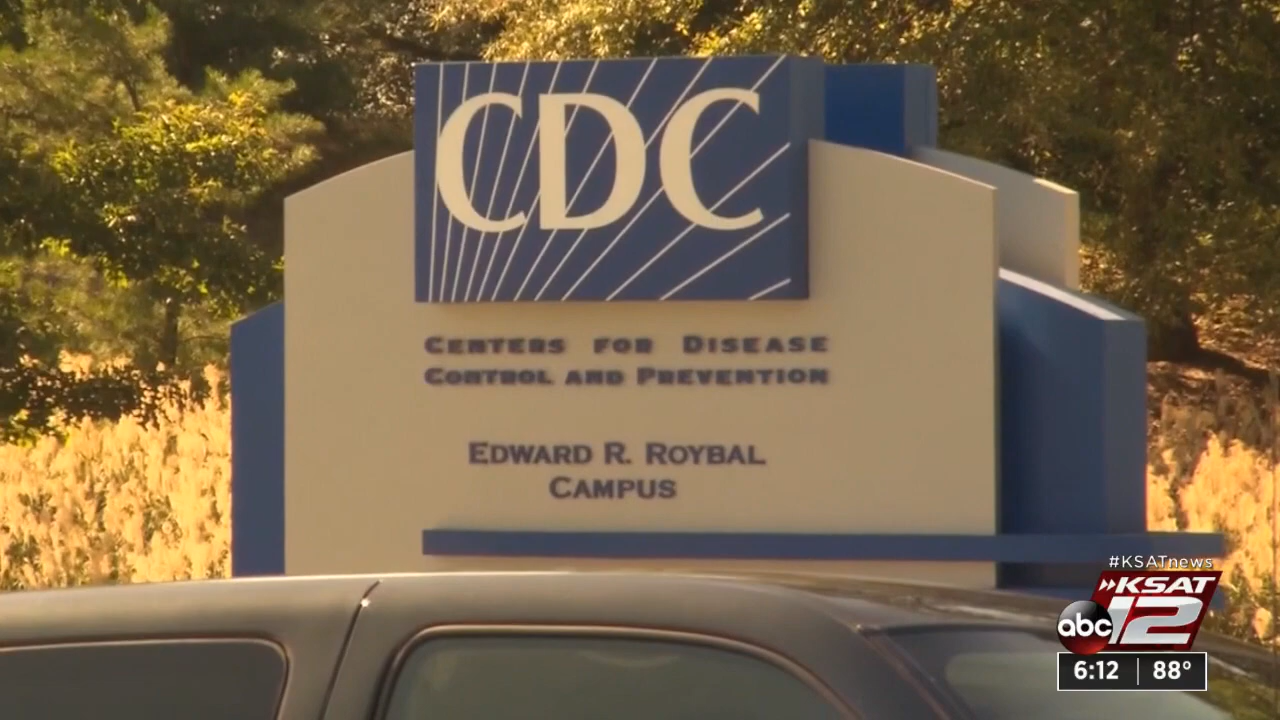 CDC
CENTERS FOR DISEASE
CONTROL AND PREVENTION
EDWARD R. ROYBAL
CAMPUS
#KSATnews
KSAT
abc 12
6:12 88°